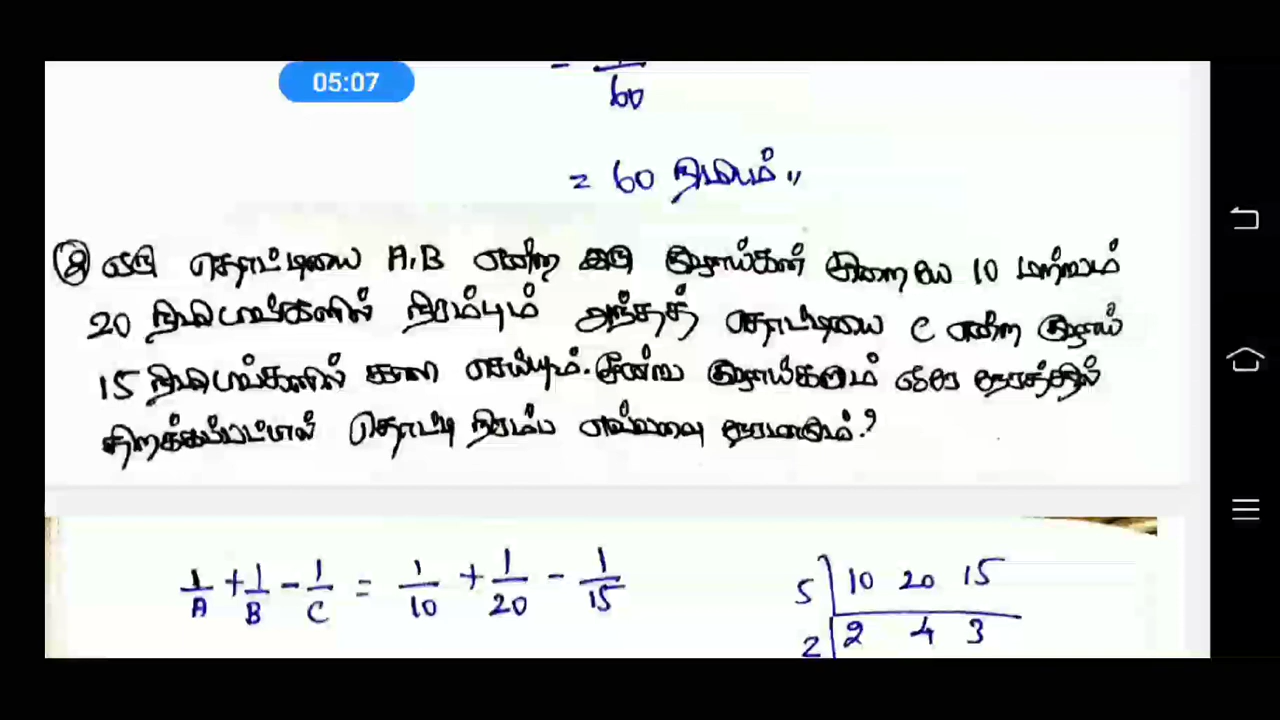 05:07
- 1/60
= 60 நிமிடம் //
8 ஒரு தொட்டியை A, B என்ற இரு குழாய்கள் முறையே 10 மற்றும்
20 நிமிடங்களில் நிரம்பும் அந்தத் தொட்டியை C என்ற குழாய்
15 நிமிடங்களில் காலி செய்யும். மூன்று குழாய்களும் ஒரே நேரத்தில்
திறக்கப்பட்டால் தொட்டி நிரம்ப எவ்வளவு நேரமாகும்.?
1/A + 1/B - 1/C = 1/10 + 1/20 - 1/15
5 10 20 15
2 2 4 3